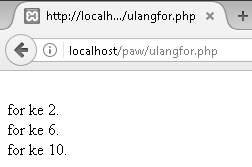 http://localh.../ulangfor.php
localhost/paw/ulangfor.php
for ke 2.
for ke 6.
for ke 10.